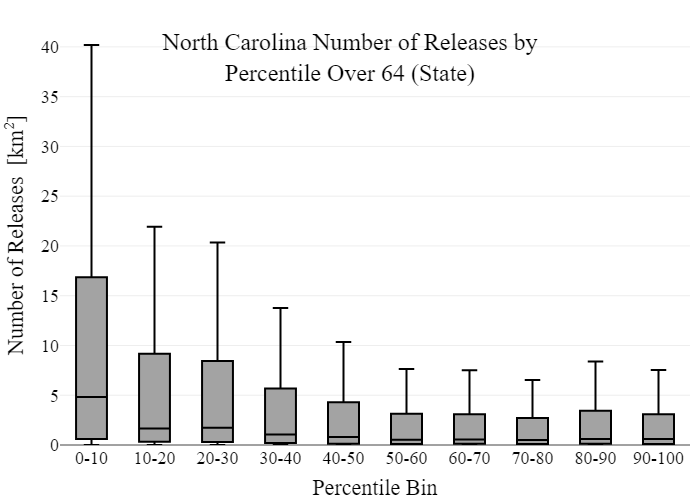 North Carolina Number of Releases by
Percentile Over 64 (State)
Number of Releases [km²]
40
35
30
25
20
15
10
5
0
0-10 10-20 20-30 30-40 40-50 50-60 60-70 70-80 80-90 90-100
Percentile Bin